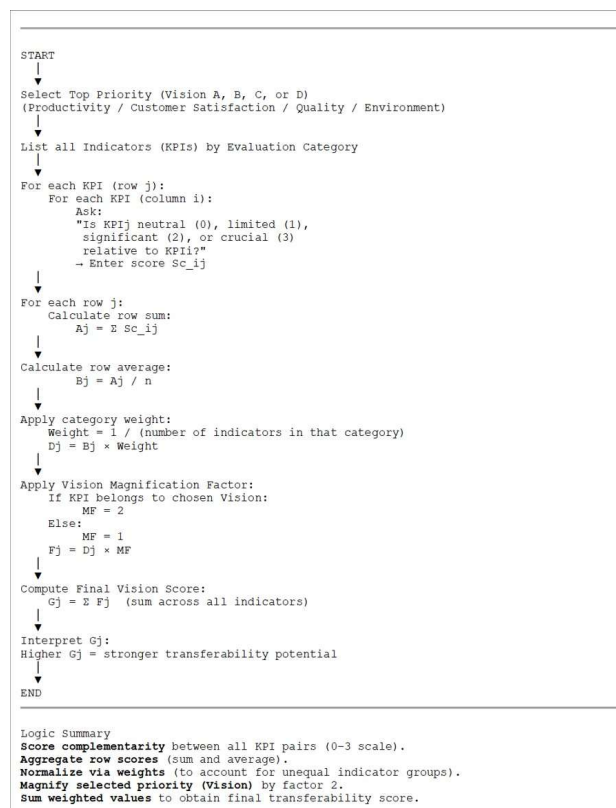 START
│
▼
Select Top Priority (Vision A, B, C, or D)
(Productivity / Customer Satisfaction / Quality / Environment)
│
▼
List all Indicators (KPIs) by Evaluation Category
│
▼
For each KPI (row j):
For each KPI (column i):
Ask:
"Is KPIj neutral (0), limited (1),
significant (2), or crucial (3)
relative to KPIi?"
→ Enter score Sc_ij
│
▼
For each row j:
Calculate row sum:
Aj = Σ Sc_ij
│
▼
Calculate row average:
Bj = Aj / n
│
▼
Apply category weight:
Weight = 1 / (number of indicators in that category)
Dj = Bj × Weight
│
▼
Apply Vision Magnification Factor:
If KPI belongs to chosen Vision:
MF = 2
Else:
MF = 1
Fj = Dj × MF
│
▼
Compute Final Vision Score:
Gj = Σ Fj (sum across all indicators)
│
▼
Interpret Gj:
Higher Gj = stronger transferability potential
│
▼
END
Logic Summary
Score complementarity between all KPI pairs (0–3 scale).
Aggregate row scores (sum and average).
Normalize via weights (to account for unequal indicator groups).
Magnify selected priority (Vision) by factor 2.
Sum weighted values to obtain final transferability score.